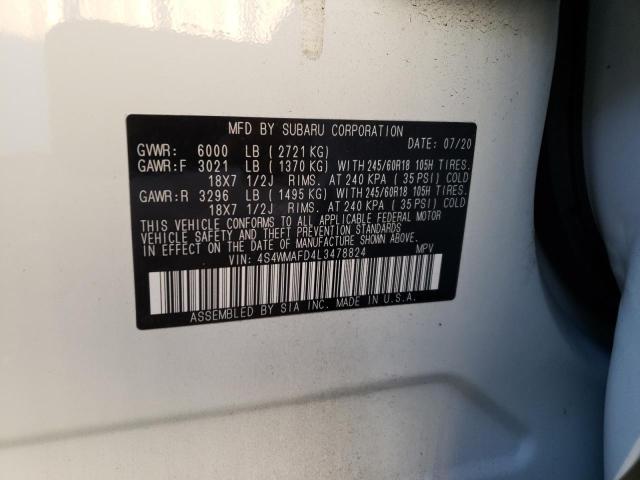 MFD BY SUBARU CORPORATION
DATE: 07/20
GVWR: 6000 LB ( 2721 KG)
GAWR:F 3021 LB ( 1370 KG) WITH 245/60R18 105H TIRES.
18X7 1/2J RIMS. AT 240 KPA ( 35 PSI) COLD
GAWR:R 3296 LB ( 1495 KG) WITH 245/60R18 105H TIRES.
18X7 1/2J RIMS. AT 240 KPA ( 35 PSI) COLD
THIS VEHICLE CONFORMS TO ALL APPLICABLE FEDERAL MOTOR
VEHICLE SAFETY AND THEFT PREVENTION STANDARDS
IN EFFECT ON THE DATE OF MANUFACTURE SHOWN ABOVE.
VIN: 4S4WMAFD4L3478824 MPV
ASSEMBLED BY SIA INC. MADE IN U.S.A.